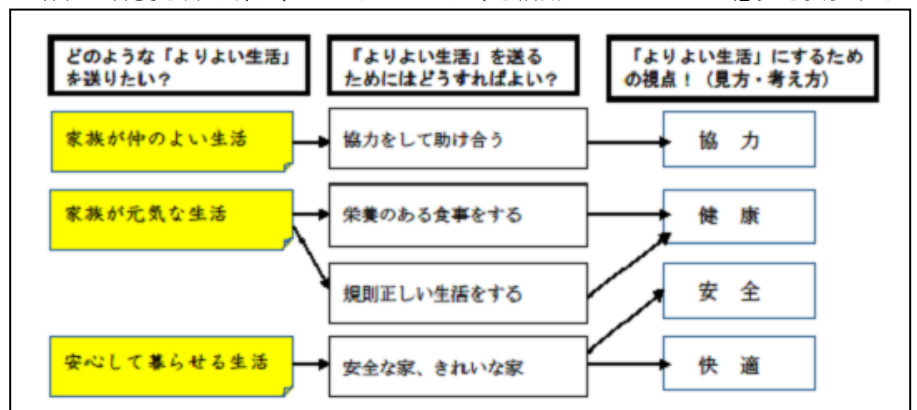 どのような「よりよい生活」
を送りたい？
『よりよい生活」を送る
ためにはどうすればよい？
「よりよい生活」にするため
の視点！（見方・考え方）
家族が仲のよい生活
協力をして助け合う
協 力
家族が元気な生活
栄養のある食事をする
健 康
規則正しい生活をする
安 全
安心して暮らせる生活
安全な家、きれいな家
快 適